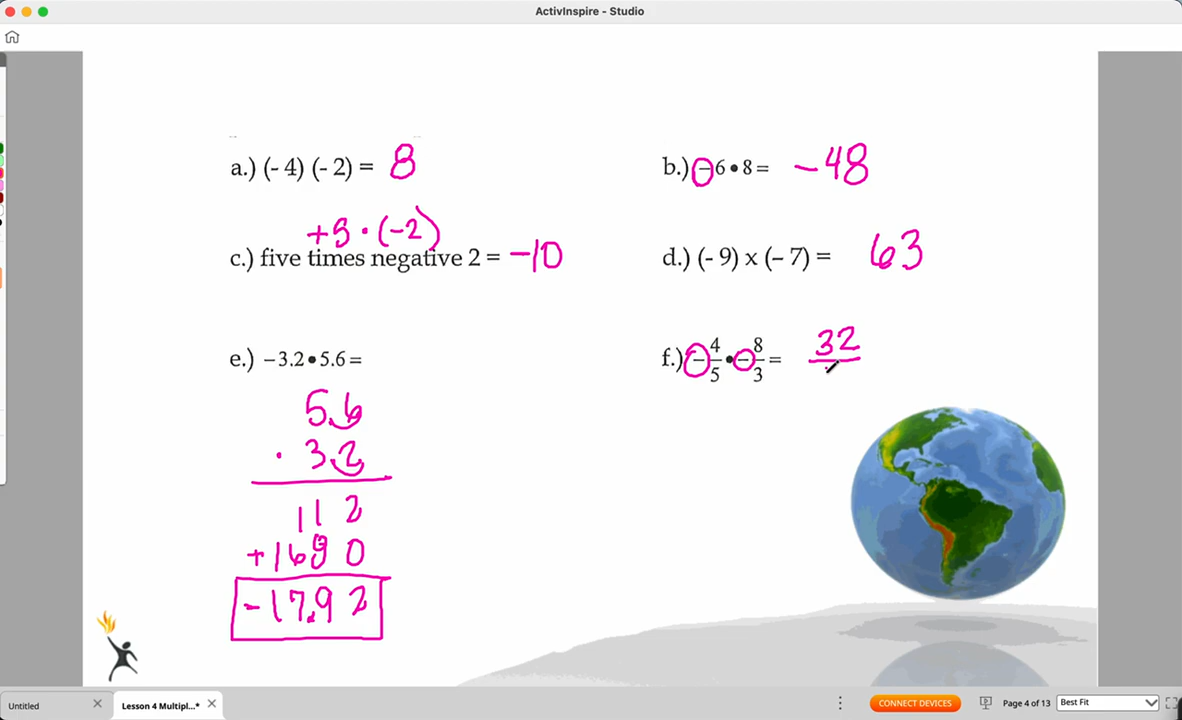 ActivInspire - Studio
a.) (- 4) (- 2) = 8
b.) -6 • 8 = -48
+5 · (-2)
c.) five times negative 2 = -10
d.) (- 9) x (- 7) = 63
e.) -3.2 • 5.6 =
f.) -4/5 • -8/3 = 32
5.6
· 3.2
112
+1680
-17.92
Untitled
Lesson 4 Multipl...*
CONNECT DEVICES
Page 4 of 13
Best Fit